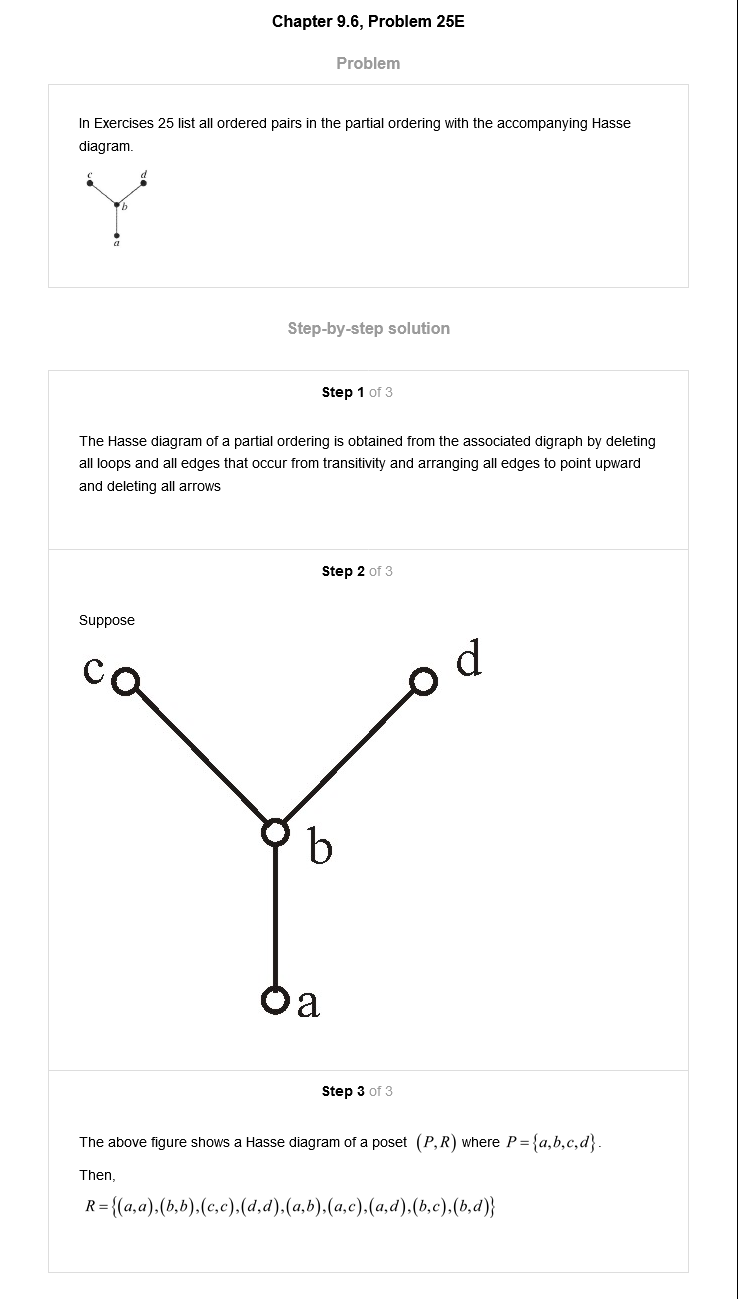 Chapter 9.6, Problem 25E
Problem
In Exercises 25 list all ordered pairs in the partial ordering with the accompanying Hasse
diagram.
c
d
b
a
Step-by-step solution
Step 1 of 3
The Hasse diagram of a partial ordering is obtained from the associated digraph by deleting
all loops and all edges that occur from transitivity and arranging all edges to point upward
and deleting all arrows
Step 2 of 3
Suppose
c
d
b
a
Step 3 of 3
The above figure shows a Hasse diagram of a poset (P,R) where P={a,b,c,d}.
Then,
R={(a,a),(b,b),(c,c),(d,d),(a,b),(a,c),(a,d),(b,c),(b,d)}